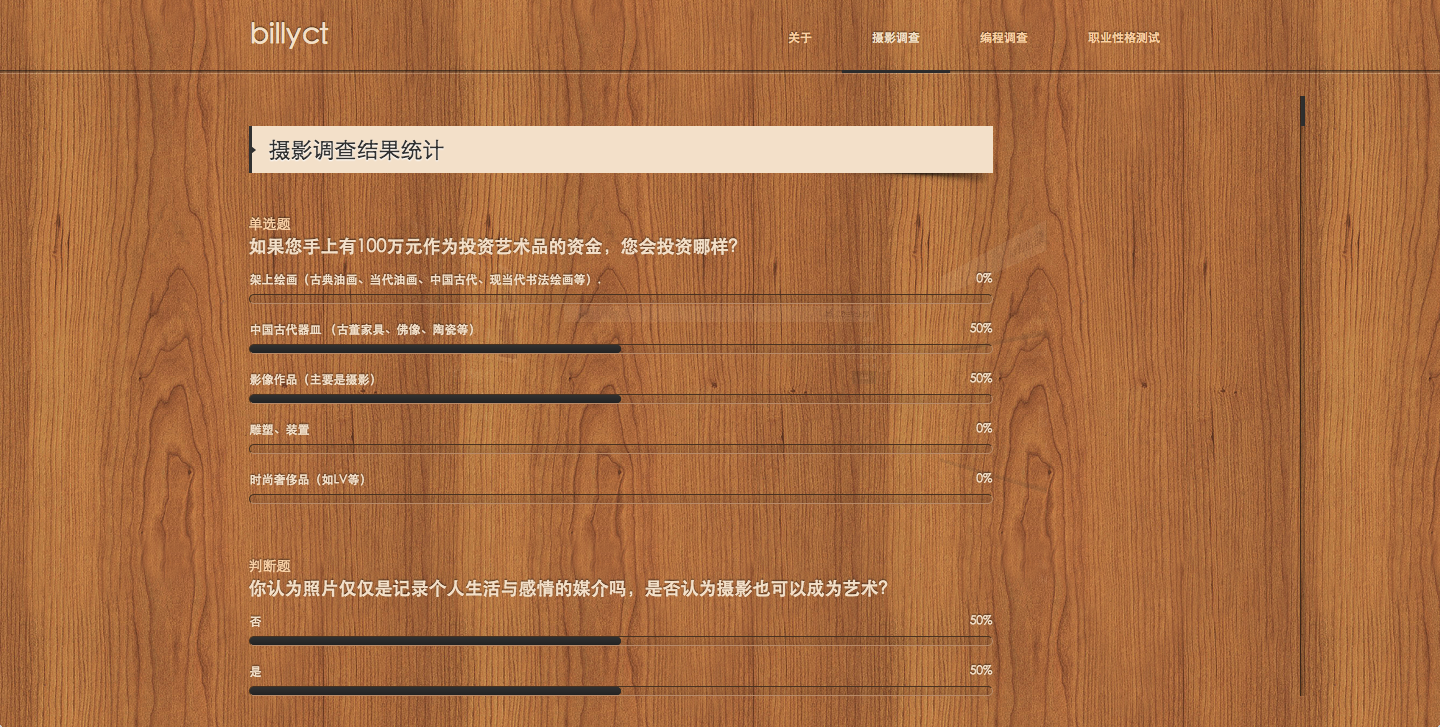 billyct
关于 摄影调查 编程调查 职业性格测试
摄影调查结果统计
单选题
如果您手上有100万元作为投资艺术品的资金，您会投资哪样？
架上绘画（古典油画、当代油画、中国古代、现当代书法绘画等）. 0%
中国古代器皿 （古董家具、佛像、陶瓷等） 50%
影像作品（主要是摄影） 50%
雕塑、装置 0%
时尚奢侈品（如LV等） 0%
判断题
你认为照片仅仅是记录个人生活与感情的媒介吗，是否认为摄影也可以成为艺术？
否 50%
是 50%